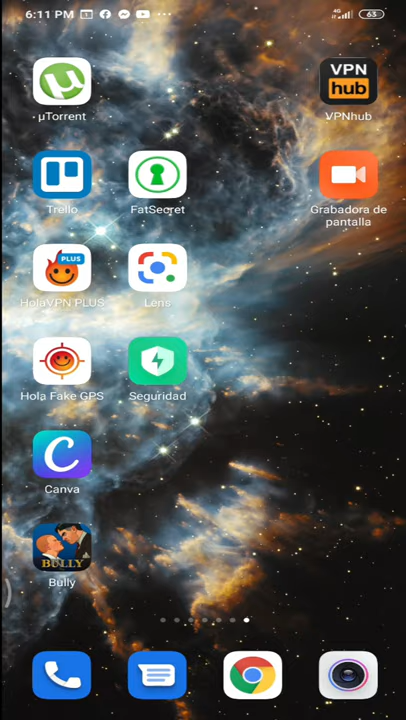 6:11 PM
4G
63
VPN
hub
µTorrent
VPNhub
Trello
FatSecret
Grabadora de
pantalla
PLUS
HolaVPN PLUS
Lens
Hola Fake GPS
Seguridad
C
Canva
BULLY
Bully